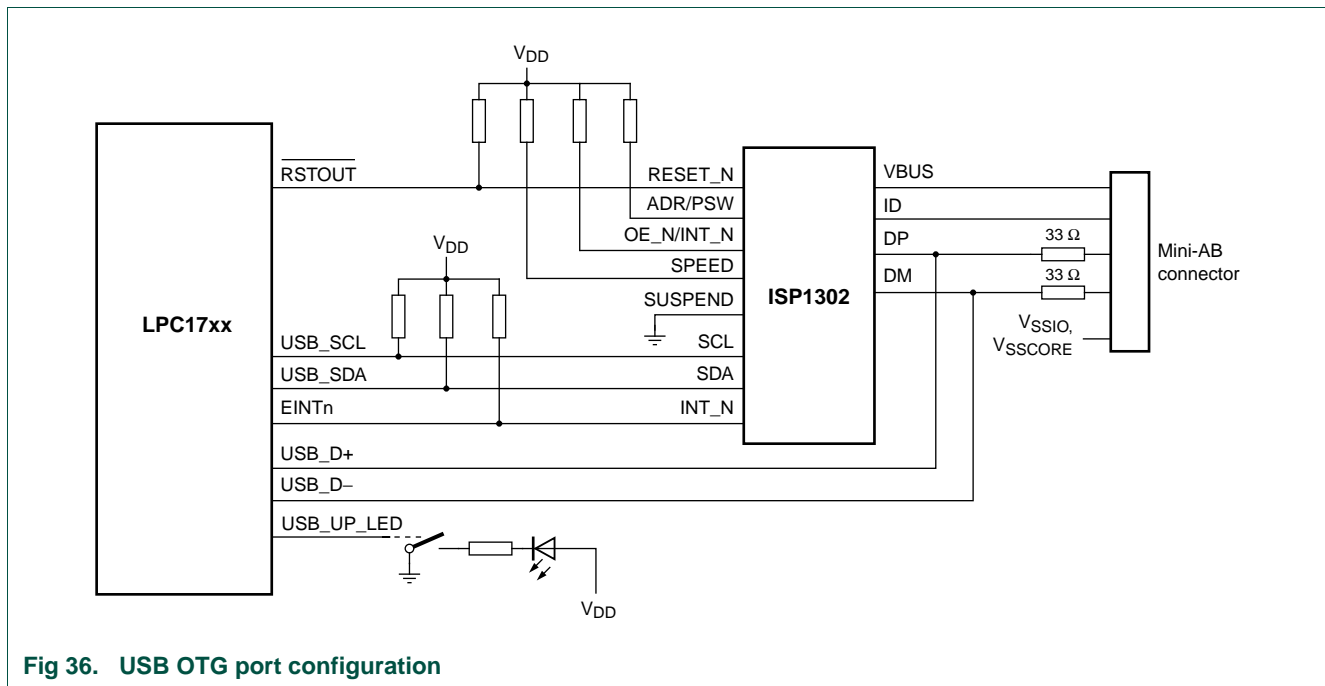 VDD
RSTOUT
RESET_N
VBUS
ADR/PSW
ID
OE_N/INT_N
DP
33 Ω
SPEED
VDD
Mini-AB
connector
DM
33 Ω
SUSPEND
ISP1302
LPC17xx
VSSIO,
VSSCORE
USB_SCL
SCL
USB_SDA
SDA
EINTn
INT_N
USB_D+
USB_D−
USB_UP_LED
VDD
Fig 36. USB OTG port configuration